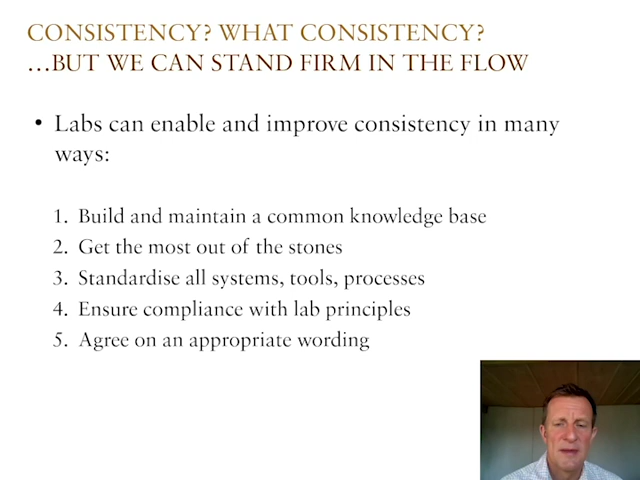 CONSISTENCY? WHAT CONSISTENCY?
...BUT WE CAN STAND FIRM IN THE FLOW
• Labs can enable and improve consistency in many
ways:
1. Build and maintain a common knowledge base
2. Get the most out of the stones
3. Standardise all systems, tools, processes
4. Ensure compliance with lab principles
5. Agree on an appropriate wording